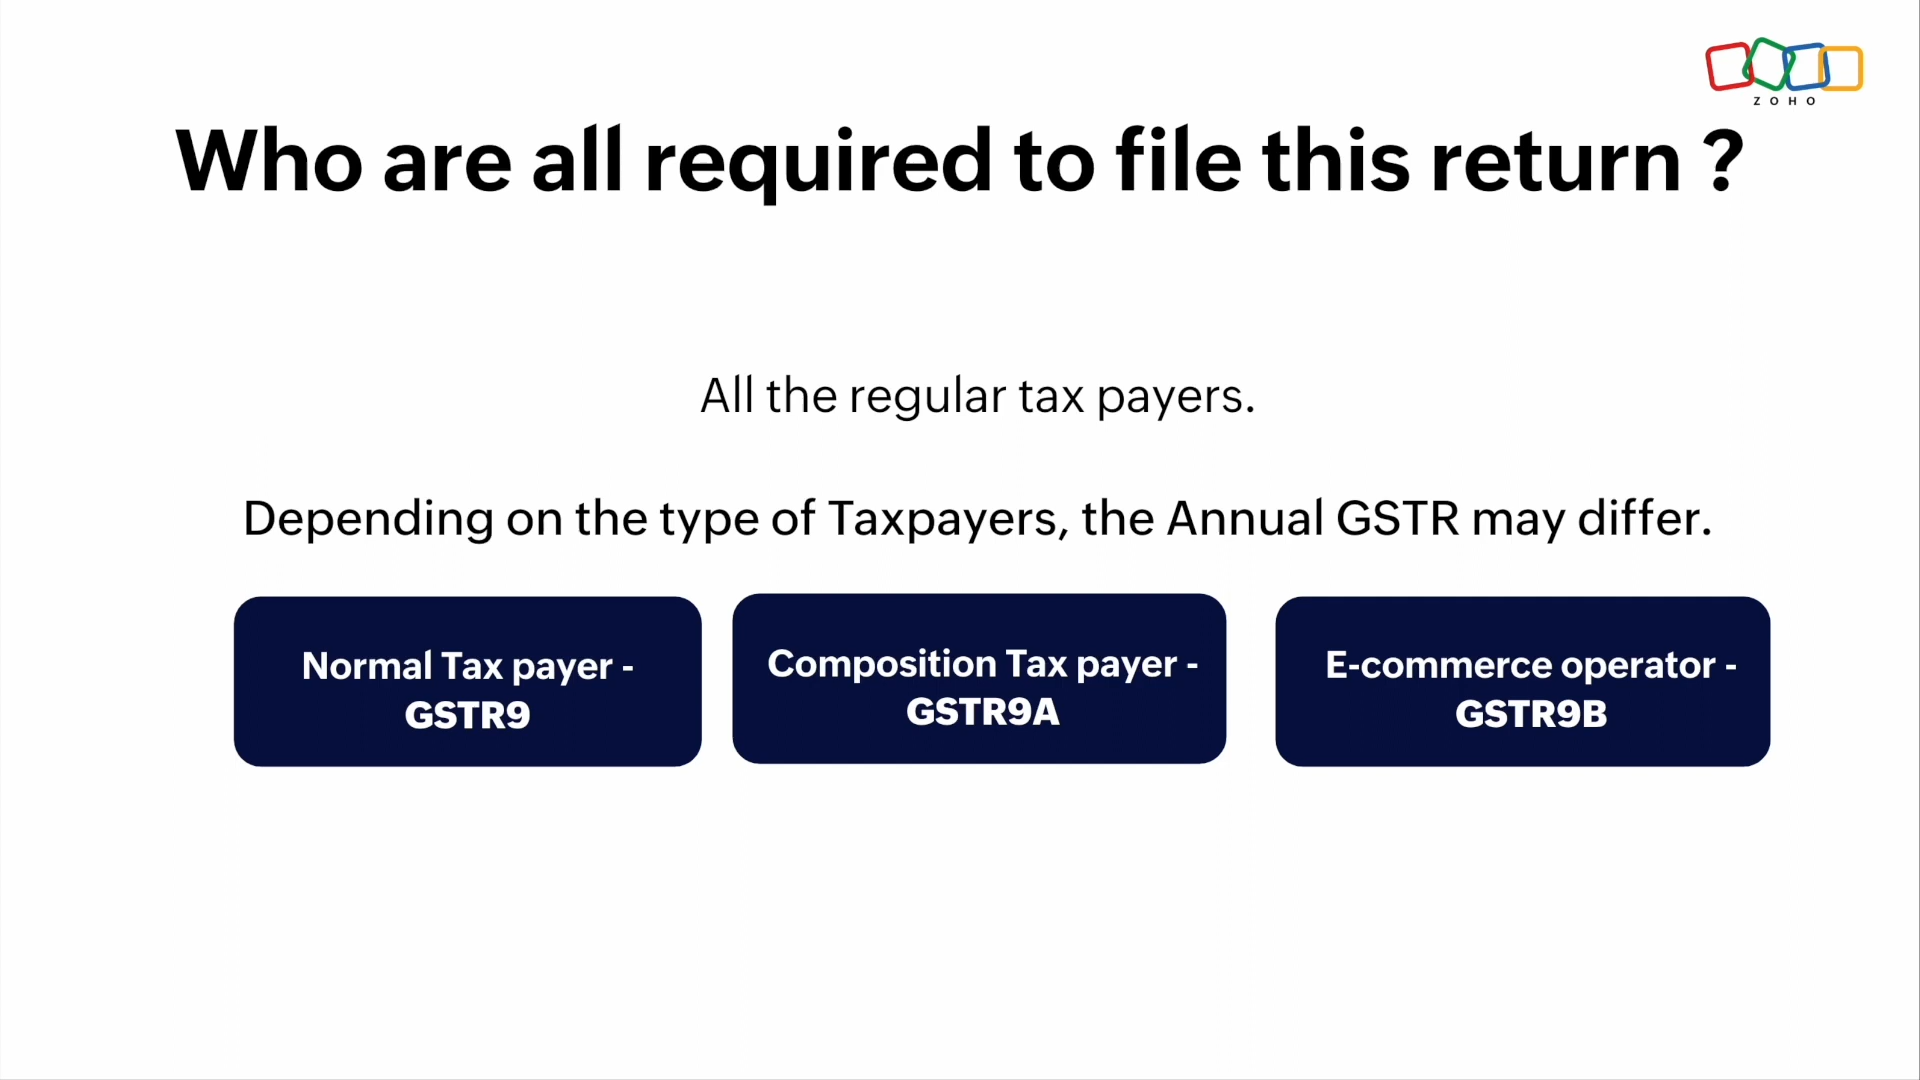 ZOHO
Who are all required to file this return ?
All the regular tax payers.
Depending on the type of Taxpayers, the Annual GSTR may differ.
Normal Tax payer -
GSTR9
Composition Tax payer -
GSTR9A
E-commerce operator -
GSTR9B